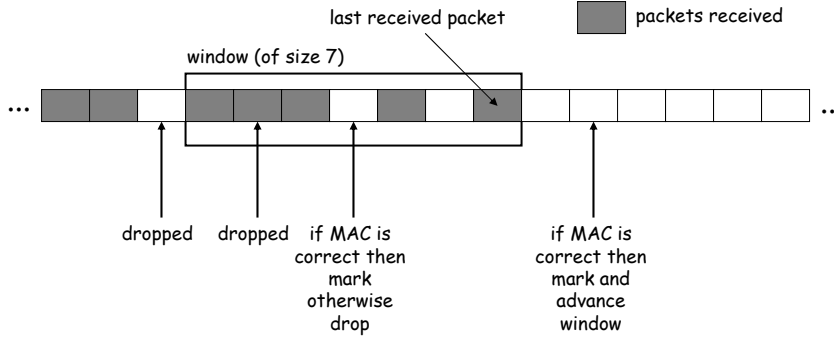 last received packet
packets received
window (of size 7)
...
..
dropped
dropped
if MAC is
correct then
mark
otherwise
drop
if MAC is
correct then
mark and
advance
window